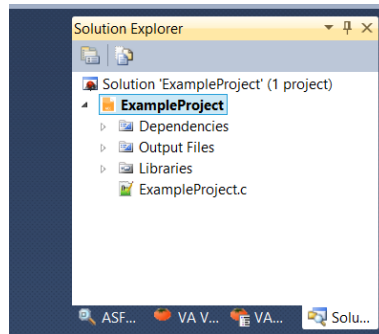 Solution Explorer
Solution 'ExampleProject' (1 project)
ExampleProject
Dependencies
Output Files
Libraries
ExampleProject.c
ASF... VA V... VA... Solu...